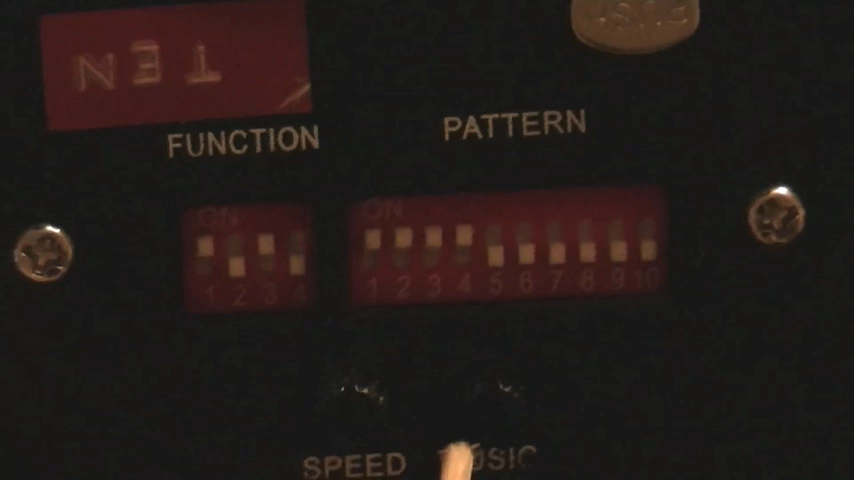 TEN
FUNCTION
PATTERN
ON
ON
1 2 3 4
1 2 3 4 5 6 7 8 9 10
SPEED